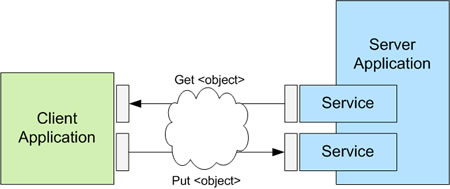 Server
Application
Get <object>
Client
Application
Service
Service
Put <object>